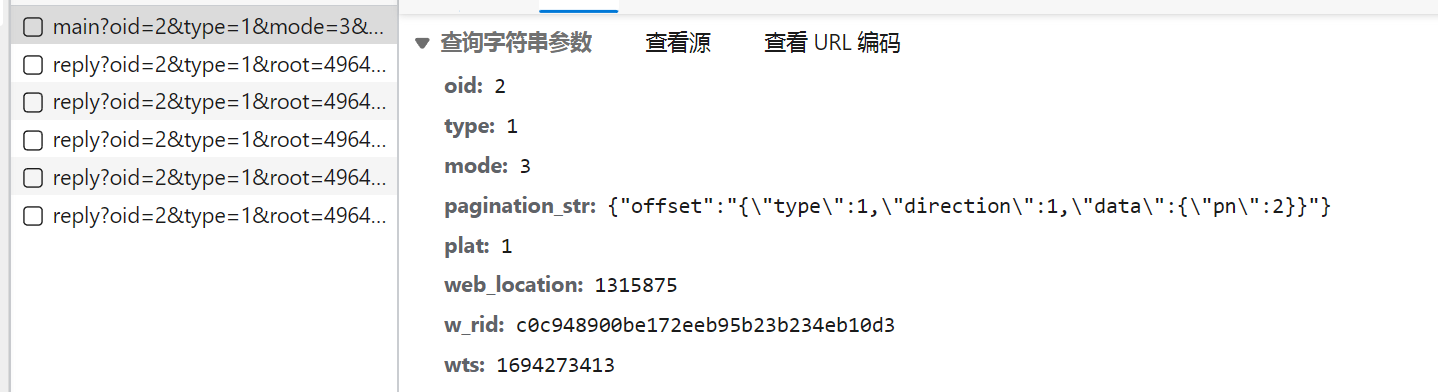 main?oid=2&type=1&mode=3&...
reply?oid=2&type=1&root=4964...
reply?oid=2&type=1&root=4964...
reply?oid=2&type=1&root=4964...
reply?oid=2&type=1&root=4964...
reply?oid=2&type=1&root=4964...
查询字符串参数 查看源 查看 URL 编码
oid: 2
type: 1
mode: 3
pagination_str: {"offset":"{\"type\":1,\"direction\":1,\"data\":{\"pn\":2}}"}
plat: 1
web_location: 1315875
w_rid: c0c948900be172eeb95b23b234eb10d3
wts: 1694273413